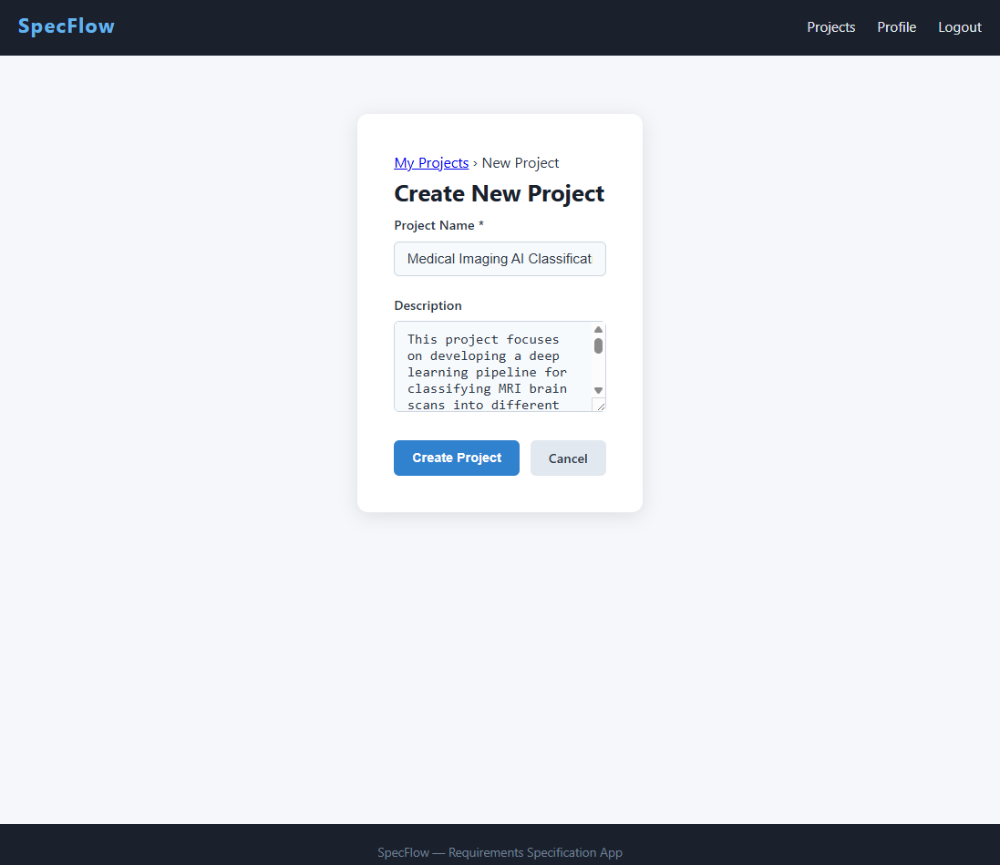 SpecFlow
Projects Profile Logout
My Projects › New Project
Create New Project
Project Name *
Medical Imaging AI Classificat
Description
This project focuses
on developing a deep
learning pipeline for
classifying MRI brain
scans into different
Create Project Cancel
SpecFlow — Requirements Specification App